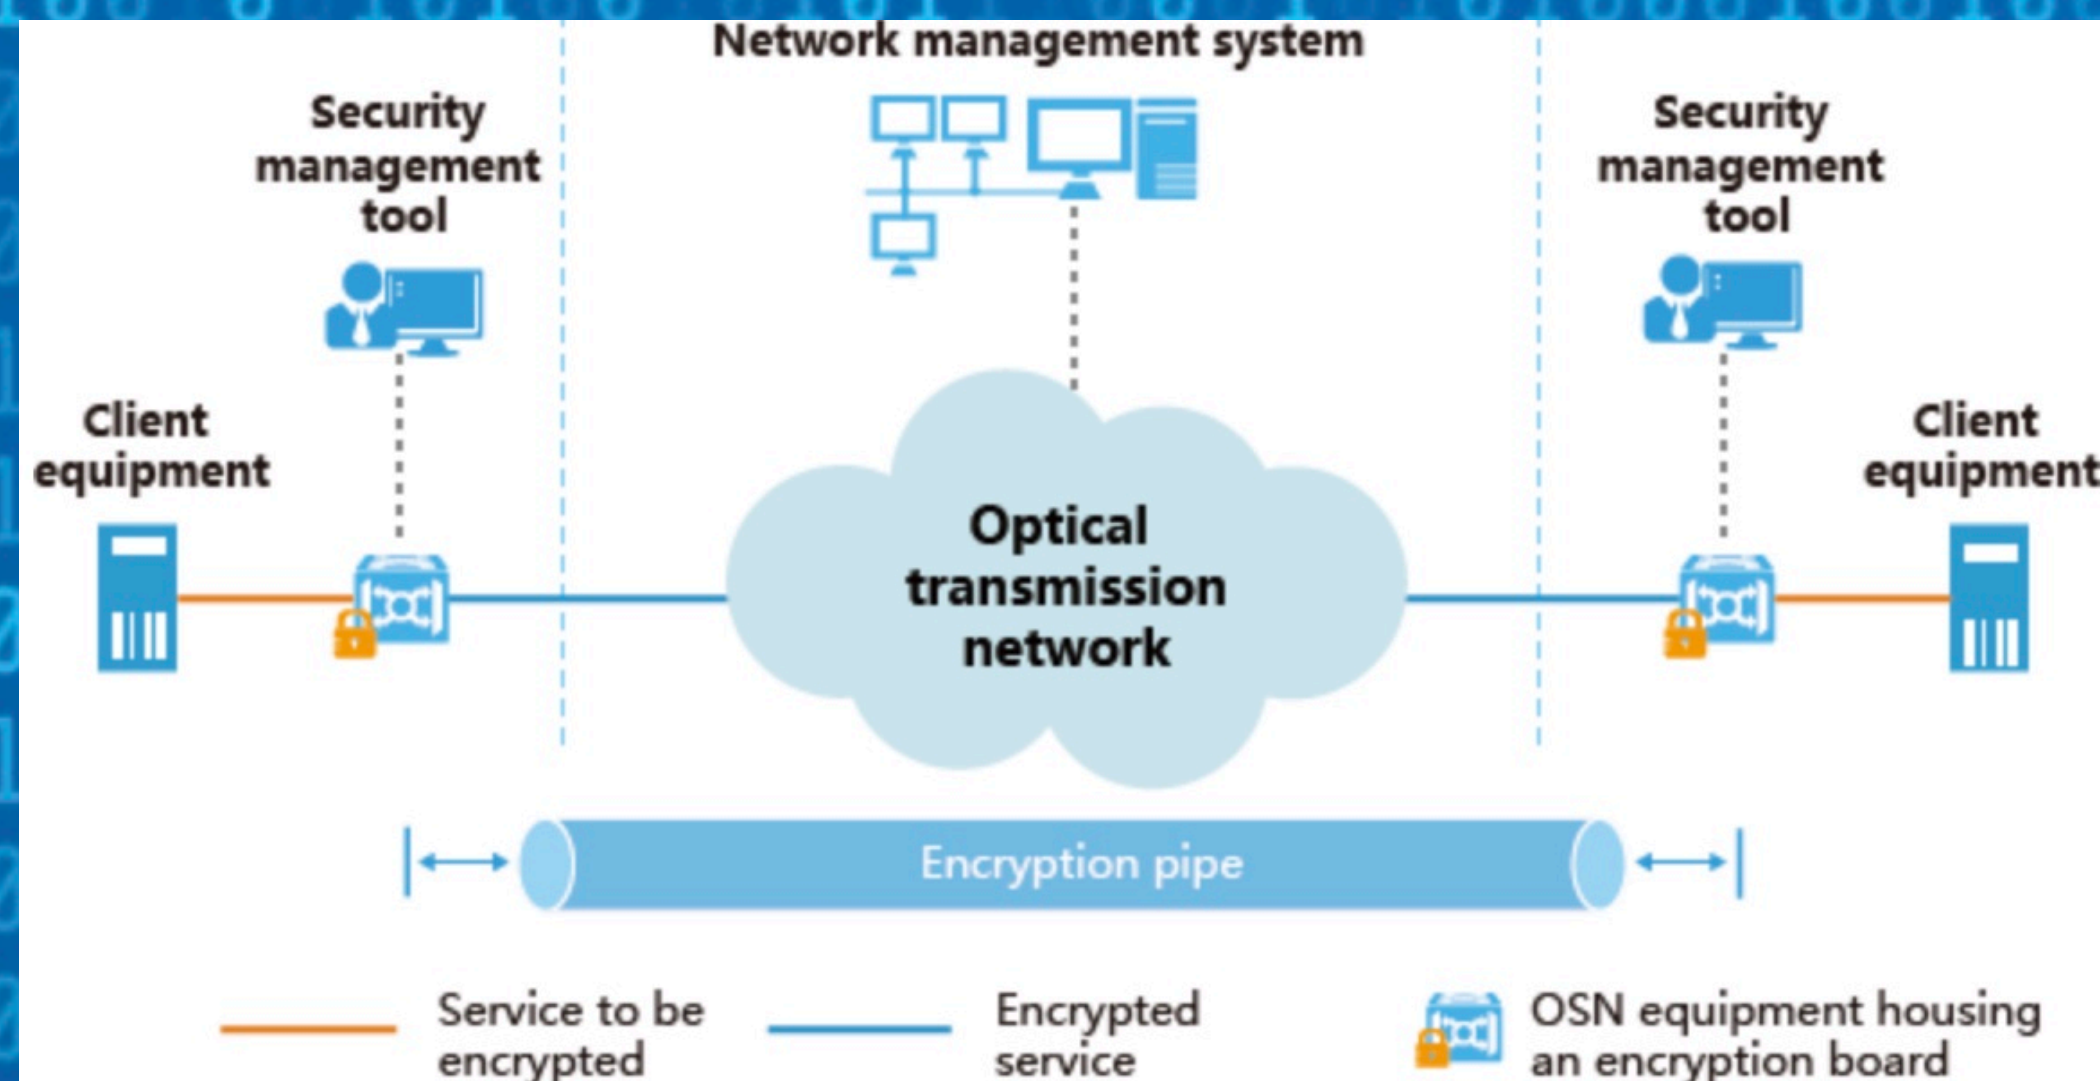 Network management system
Security
management
tool
Security
management
tool
Client
equipment
Client
equipment
Optical
transmission
network
Encryption pipe
Service to be
encrypted
Encrypted
service
OSN equipment housing
an encryption board